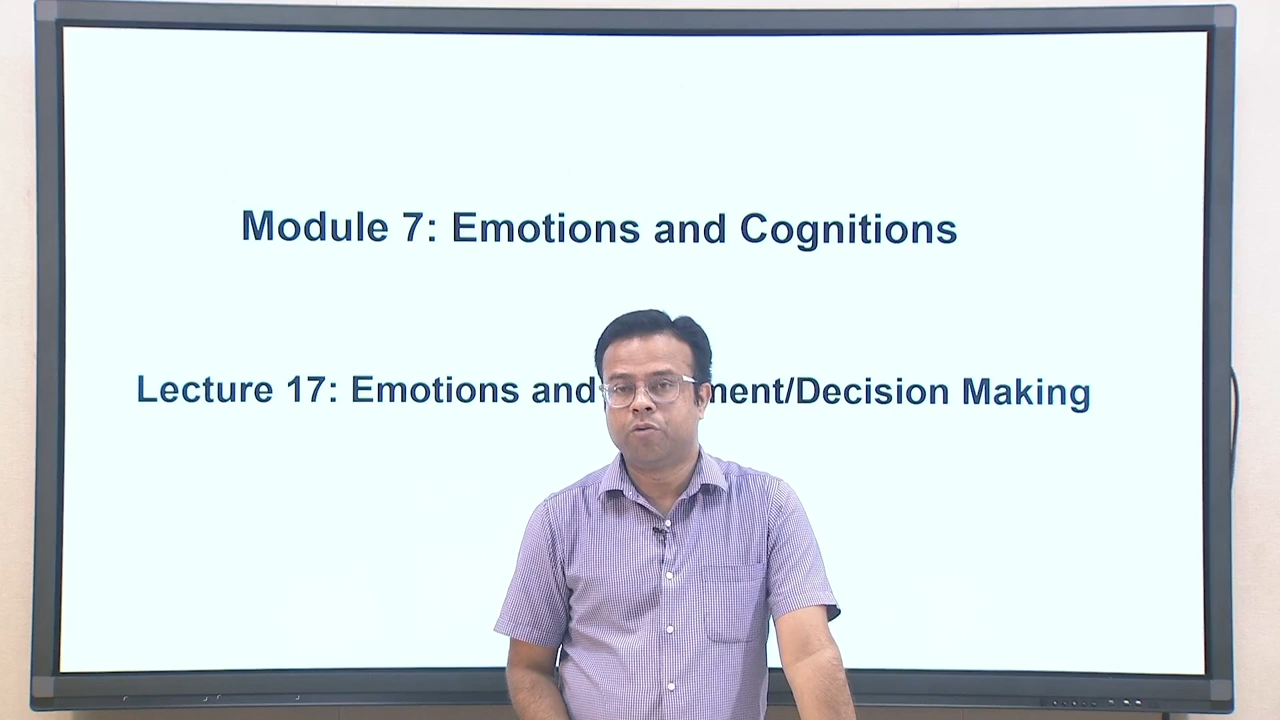 Module 7: Emotions and Cognitions
Lecture 17: Emotions and ment/Decision Making